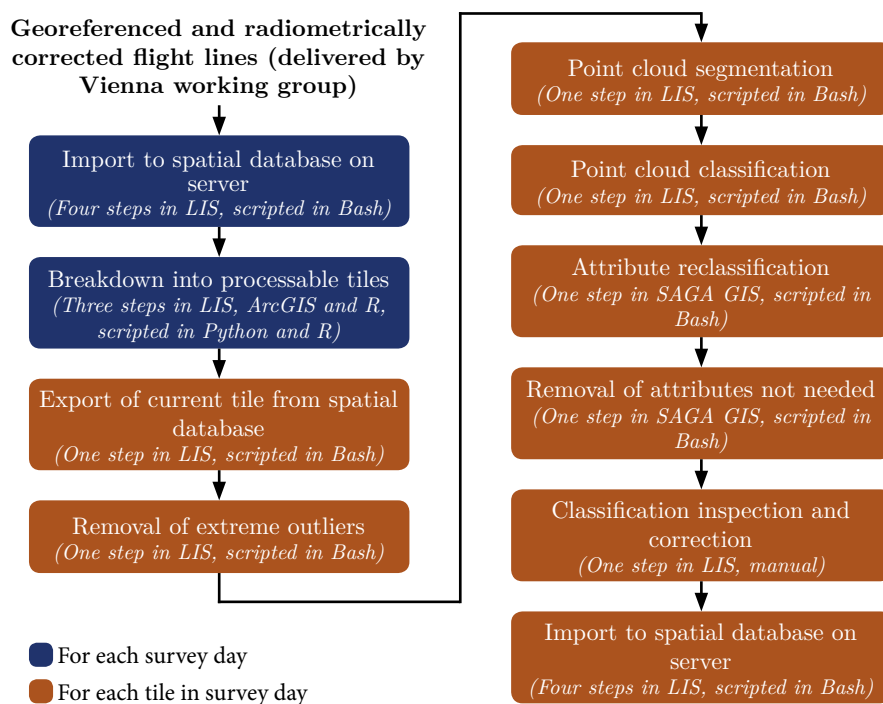 Georeferenced and radiometrically
corrected flight lines (delivered by
Vienna working group)
Import to spatial database on
server
(Four steps in LIS, scripted in Bash)
Breakdown into processable tiles
(Three steps in LIS, ArcGIS and R,
scripted in Python and R)
Export of current tile from spatial
database
(One step in LIS, scripted in Bash)
Removal of extreme outliers
(One step in LIS, scripted in Bash)
Point cloud segmentation
(One step in LIS, scripted in Bash)
Point cloud classification
(One step in LIS, scripted in Bash)
Attribute reclassification
(One step in SAGA GIS, scripted in
Bash)
Removal of attributes not needed
(One step in SAGA GIS, scripted in
Bash)
Classification inspection and
correction
(One step in LIS, manual)
Import to spatial database on
server
(Four steps in LIS, scripted in Bash)
For each survey day
For each tile in survey day